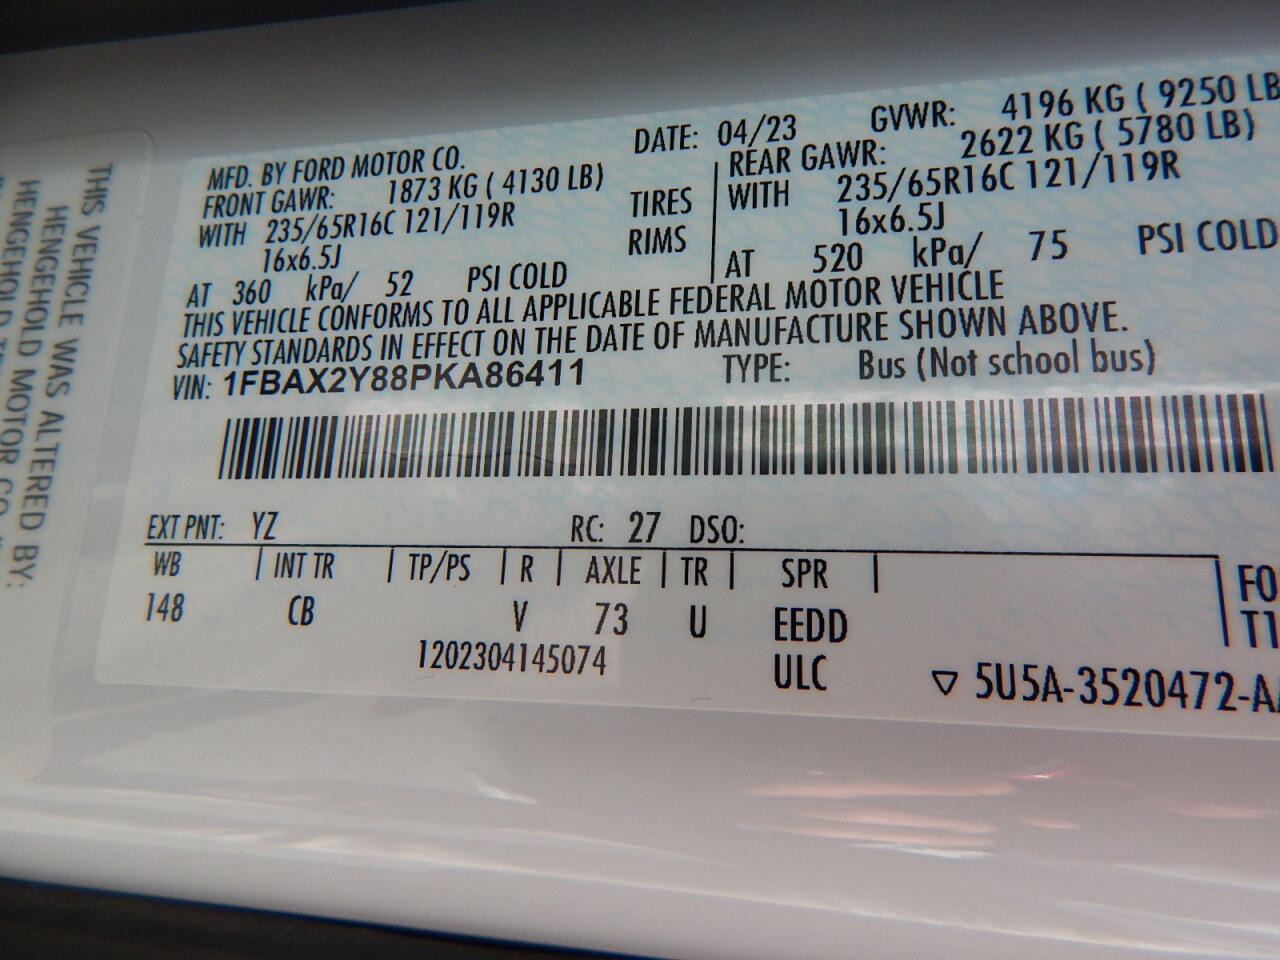 THIS VEHICLE WAS ALTERED BY:
HENGEHOLD MOTOR CO.
MFD. BY FORD MOTOR CO.
DATE: 04/23
GVWR: 4196 KG ( 9250 LB
FRONT GAWR: 1873 KG ( 4130 LB)
REAR GAWR: 2622 KG ( 5780 LB)
WITH 235/65R16C 121/119R
TIRES
WITH 235/65R16C 121/119R
16x6.5J
RIMS
16x6.5J
AT 360 kPa/ 52 PSI COLD
AT 520 kPa/ 75 PSI COLD
THIS VEHICLE CONFORMS TO ALL APPLICABLE FEDERAL MOTOR VEHICLE
SAFETY STANDARDS IN EFFECT ON THE DATE OF MANUFACTURE SHOWN ABOVE.
VIN: 1FBAX2Y88PKA86411
TYPE: Bus (Not school bus)
EXT PNT: YZ RC: 27 DSO:
WB INT TR TP/PS R AXLE TR SPR
148 CB V 73 U EEDD
1202304145074 ULC
FO
T1
5U5A-3520472-A